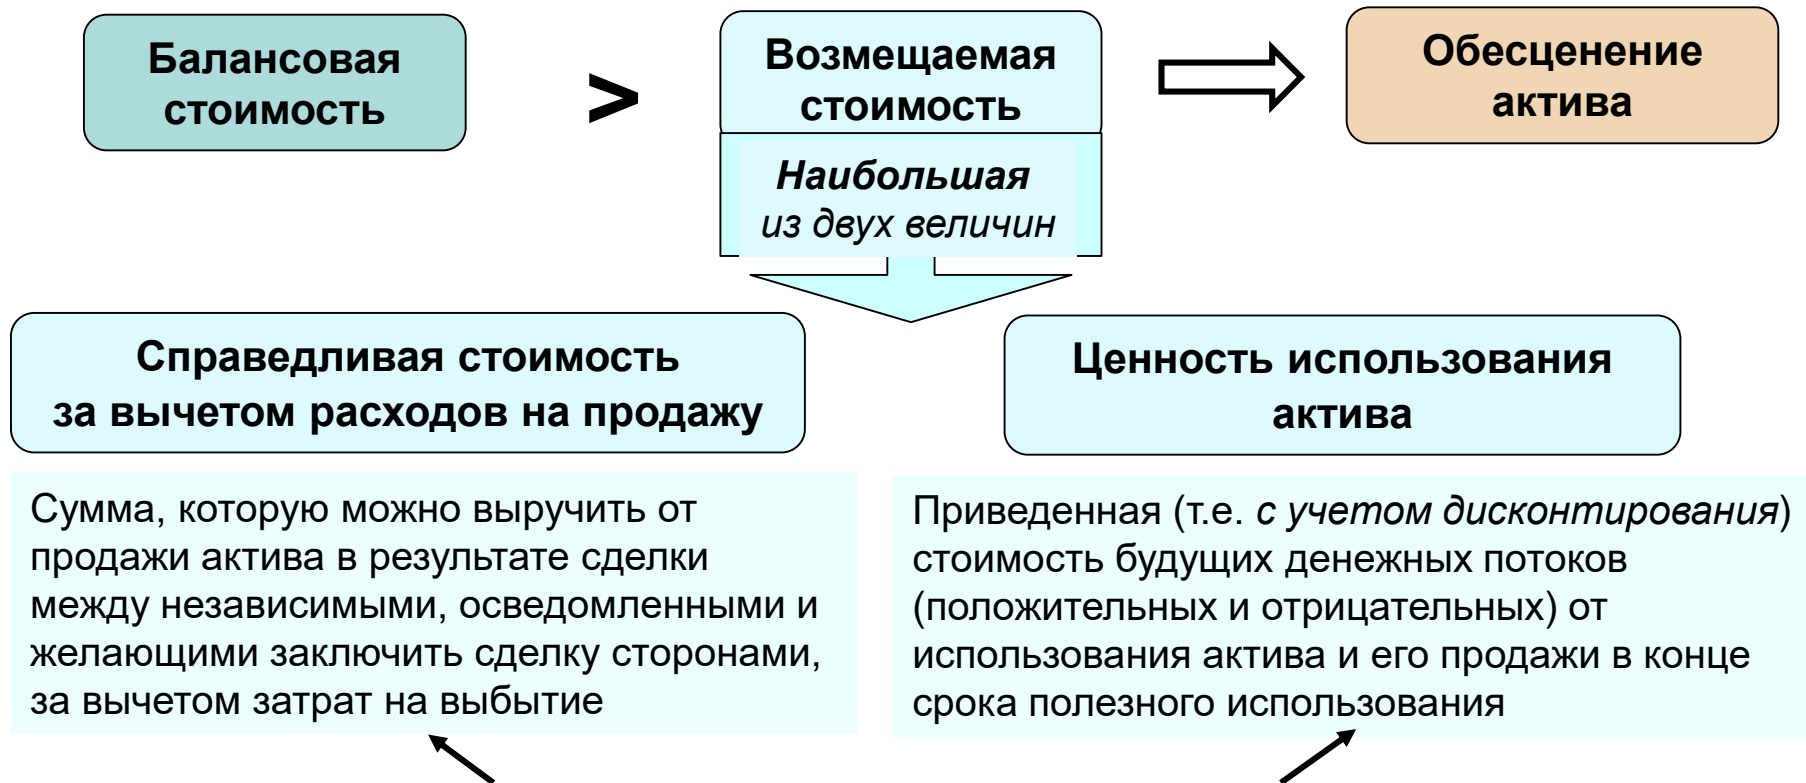 Балансовая
стоимость
>
Возмещаемая
стоимость
Обесценение
актива
Наибольшая
из двух величин
Справедливая стоимость
за вычетом расходов на продажу
Ценность использования
актива
Сумма, которую можно выручить от
продажи актива в результате сделки
между независимыми, осведомленными и
желающими заключить сделку сторонами,
за вычетом затрат на выбытие
Приведенная (т.е. с учетом дисконтирования)
стоимость будущих денежных потоков
(положительных и отрицательных) от
использования актива и его продажи в конце
срока полезного использования